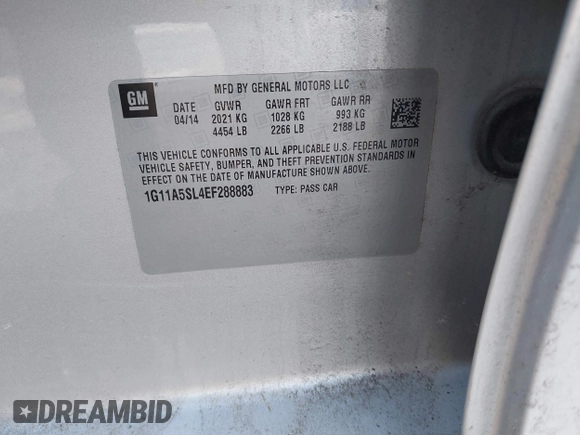 GM
MFD BY GENERAL MOTORS LLC
DATE GVWR GAWR FRT GAWR RR
04/14 2021 KG 1028 KG 993 KG
4454 LB 2266 LB 2188 LB
THIS VEHICLE CONFORMS TO ALL APPLICABLE U.S. FEDERAL MOTOR
VEHICLE SAFETY, BUMPER, AND THEFT PREVENTION STANDARDS IN
EFFECT ON THE DATE OF MANUFACTURE SHOWN ABOVE.
1G11A5SL4EF288883 TYPE: PASS CAR
DREAMBID